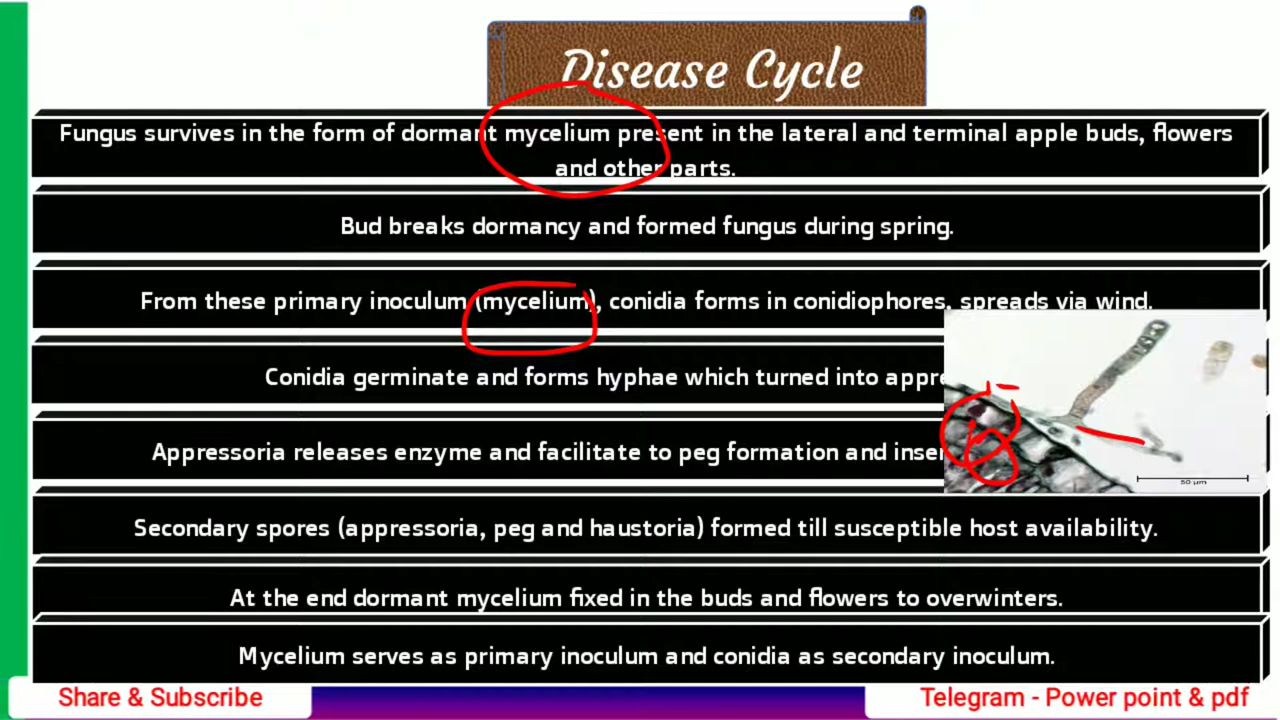 Disease Cycle
Fungus survives in the form of dormant mycelium present in the lateral and terminal apple buds, flowers
and other parts.
Bud breaks dormancy and formed fungus during spring.
From these primary inoculum (mycelium), conidia forms in conidiophores, spreads via wind.
Conidia germinate and forms hyphae which turned into
Appressoria releases enzyme and facilitate to peg formation and
50 µm
Secondary spores (appressoria, peg and haustoria) formed till susceptible host availability.
At the end dormant mycelium fixed in the buds and flowers to overwinters.
Mycelium serves as primary inoculum and conidia as secondary inoculum.
Share & Subscribe
Telegram - Power point & pdf